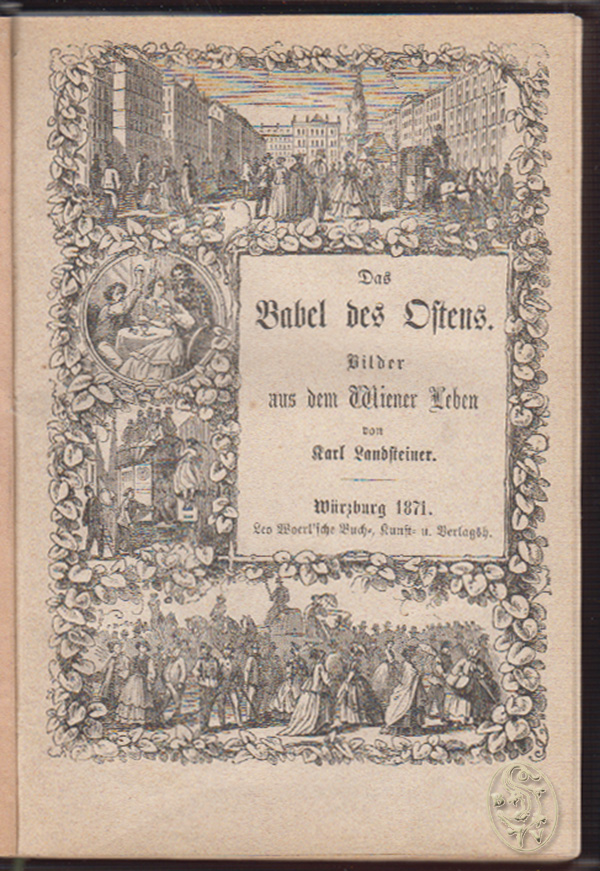 Das
Babel des Ostens.
Bilder
aus dem Wiener Leben
von
Karl Landsteiner.
Würzburg 1871.
Leo Woerl'sche Buch-, Kunst- u. Verlagsh.